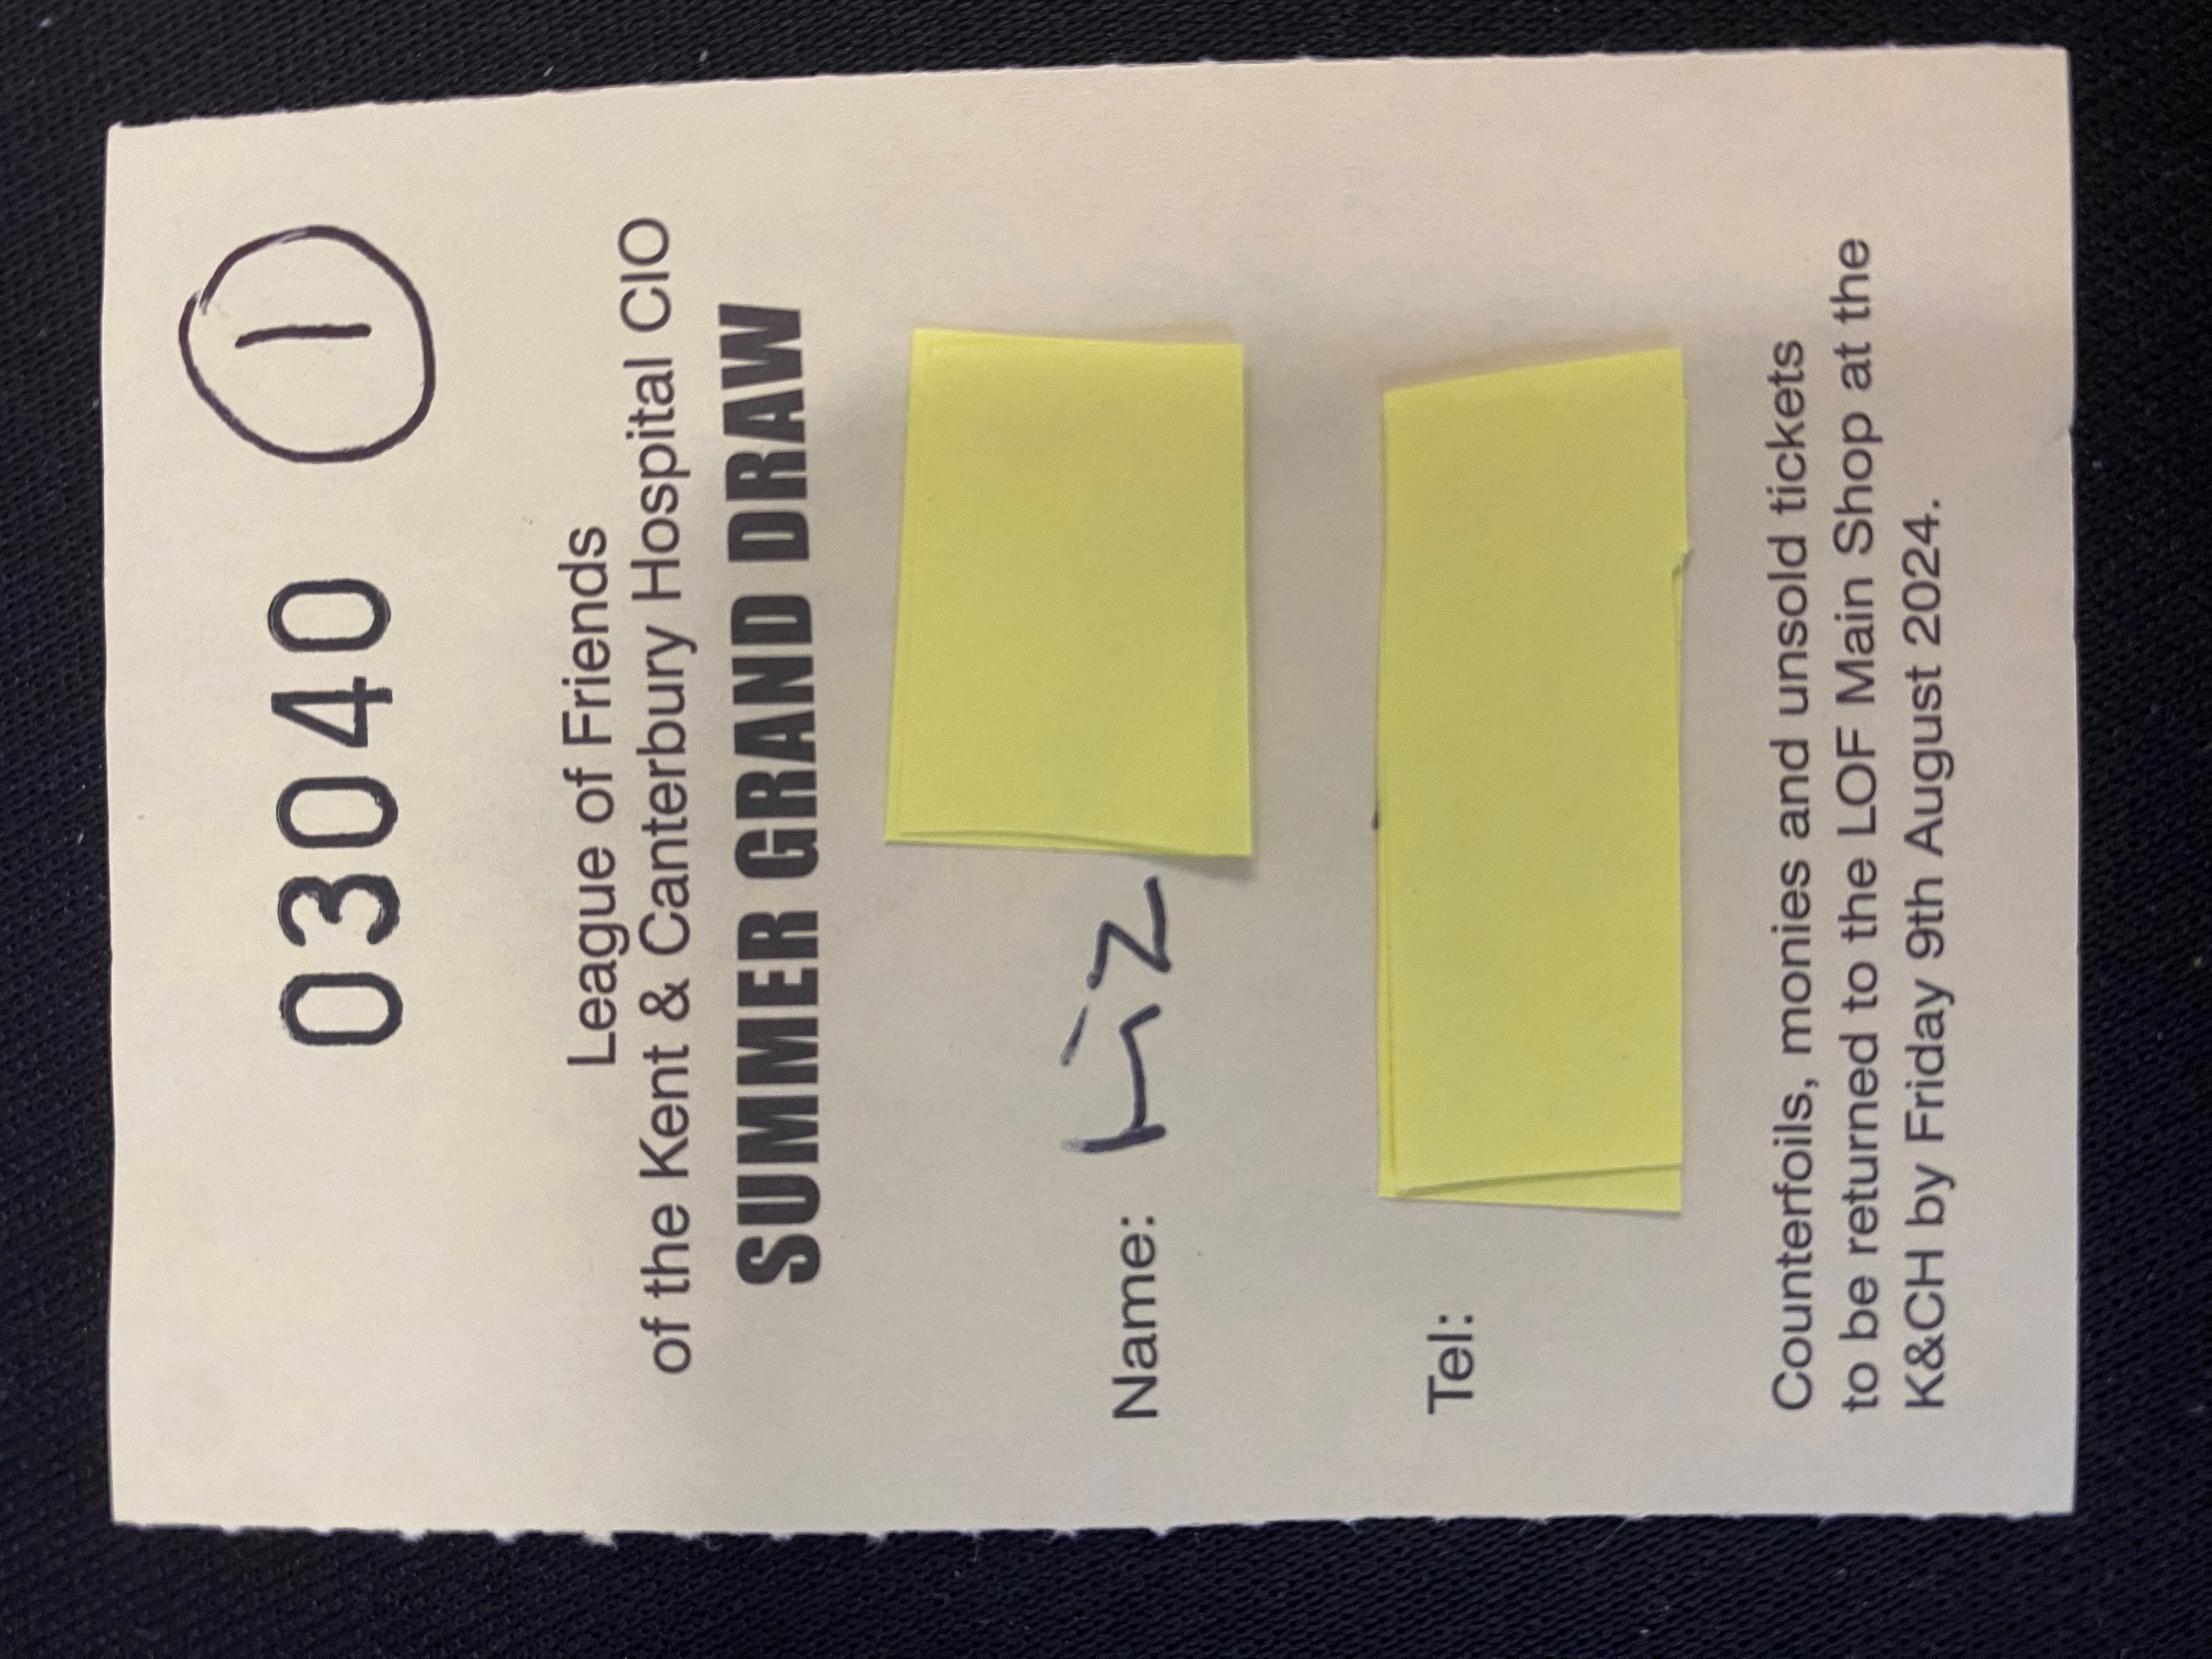 03040 1
League of Friends
of the Kent & Canterbury Hospital CIO
SUMMER GRAND DRAW
Name: Liz
Tel:
Counterfoils, monies and unsold tickets
to be returned to the LOF Main Shop at the
K&CH by Friday 9th August 2024.